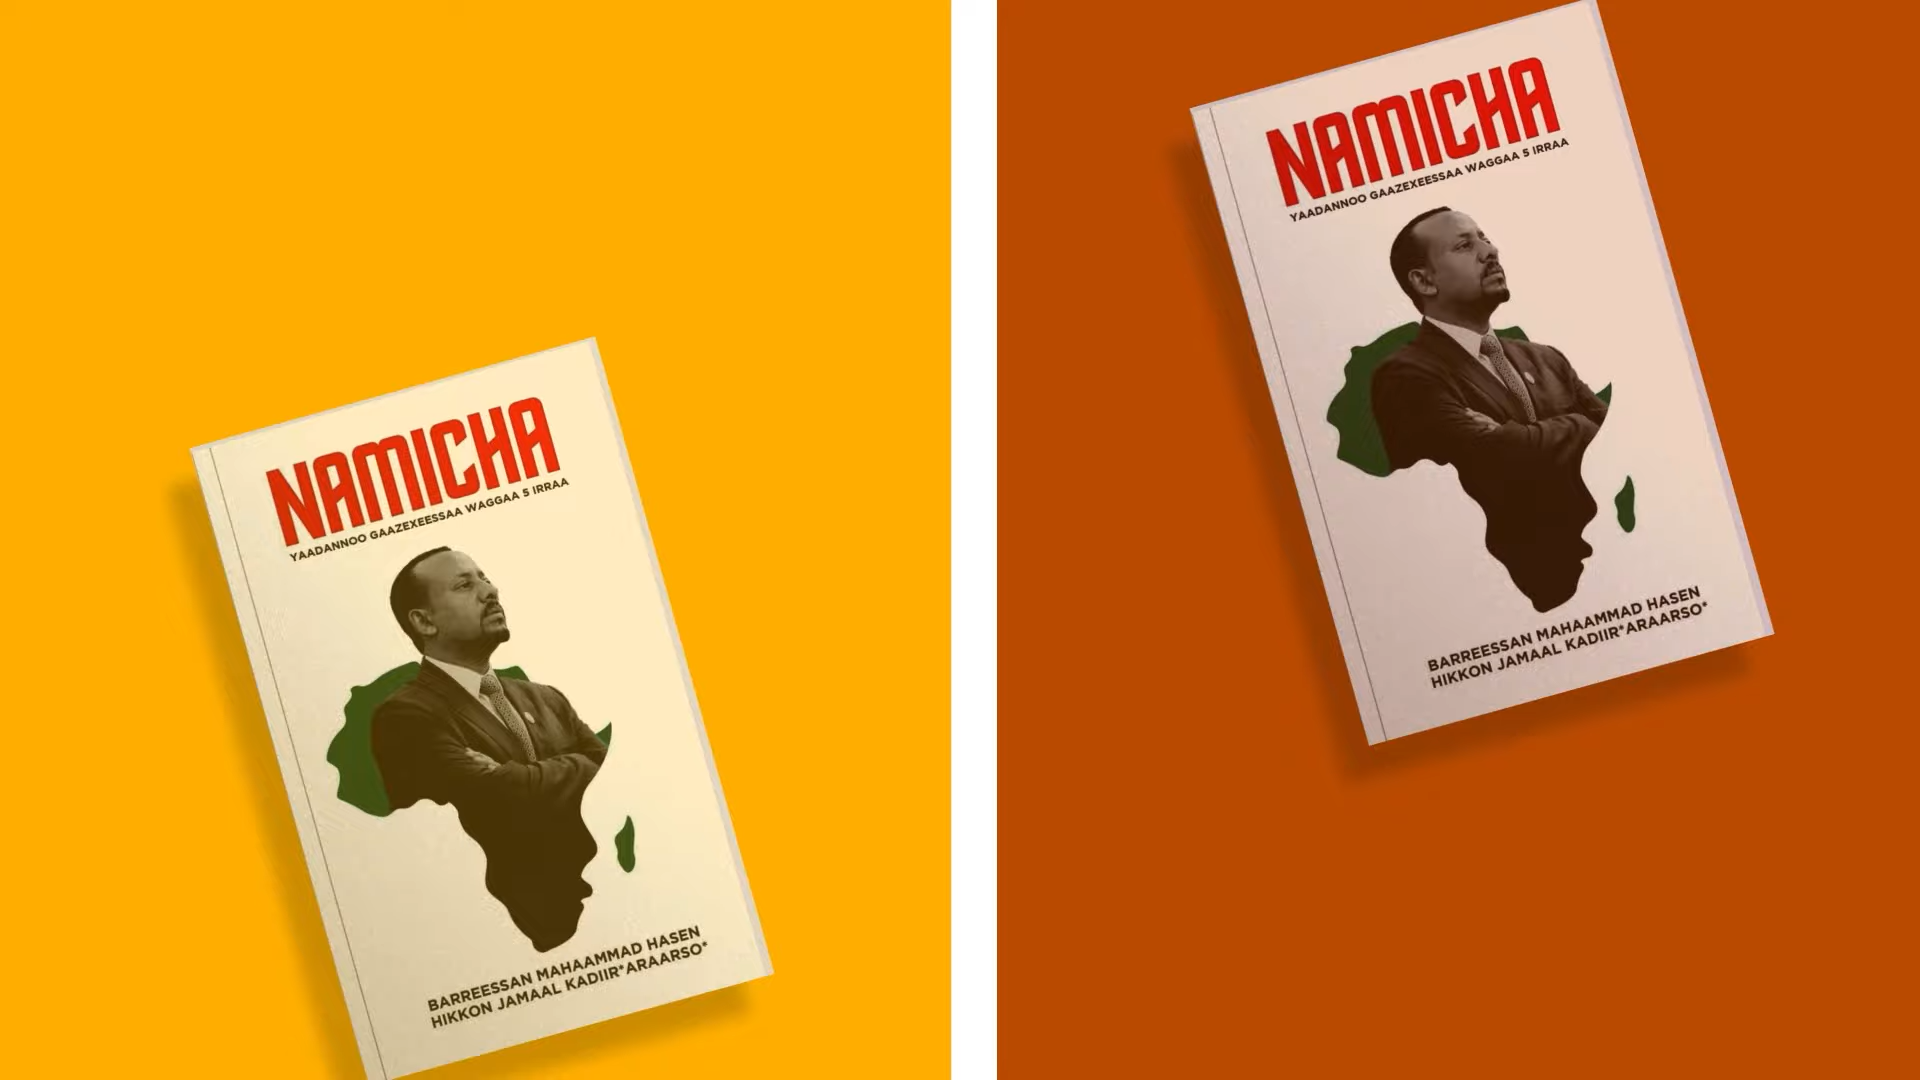 NAMICHA
YAADANNOO GAAZEXEESSAA WAGGAA 5 IRRAA
BARREESSAN MAHAAMMAD HASEN
HIKKON JAMAAL KADIIR*ARAARSO*
NAMICHA
YAADANNOO GAAZEXEESSAA WAGGAA 5 IRRAA
BARREESSAN MAHAAMMAD HASEN
HIKKON JAMAAL KADIIR*ARAARSO*